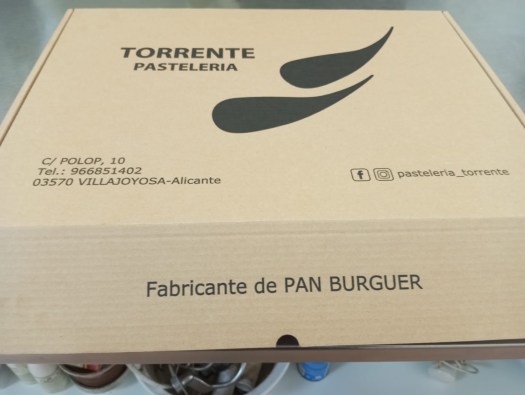 TORRENTE
PASTELERIA
C/ POLOP, 10
Tel.: 966851402
03570 VILLAJOYOSA-Alicante
pasteleria_torrente
Fabricante de PAN BURGUER